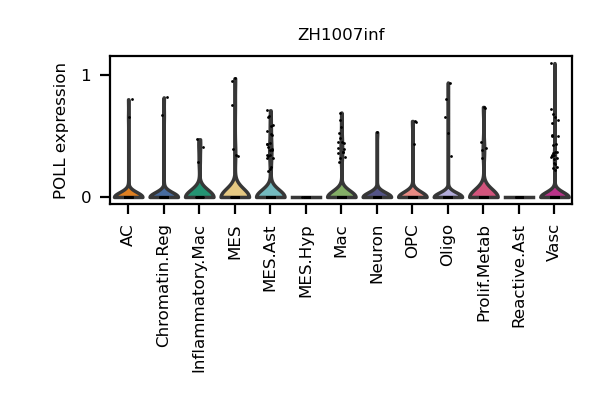 ZH1007inf
POLL expression
1
0
AC
Chromatin.Reg
Inflammatory.Mac
MES
MES.Ast
MES.Hyp
Mac
Neuron
OPC
Oligo
Prolif.Metab
Reactive.Ast
Vasc